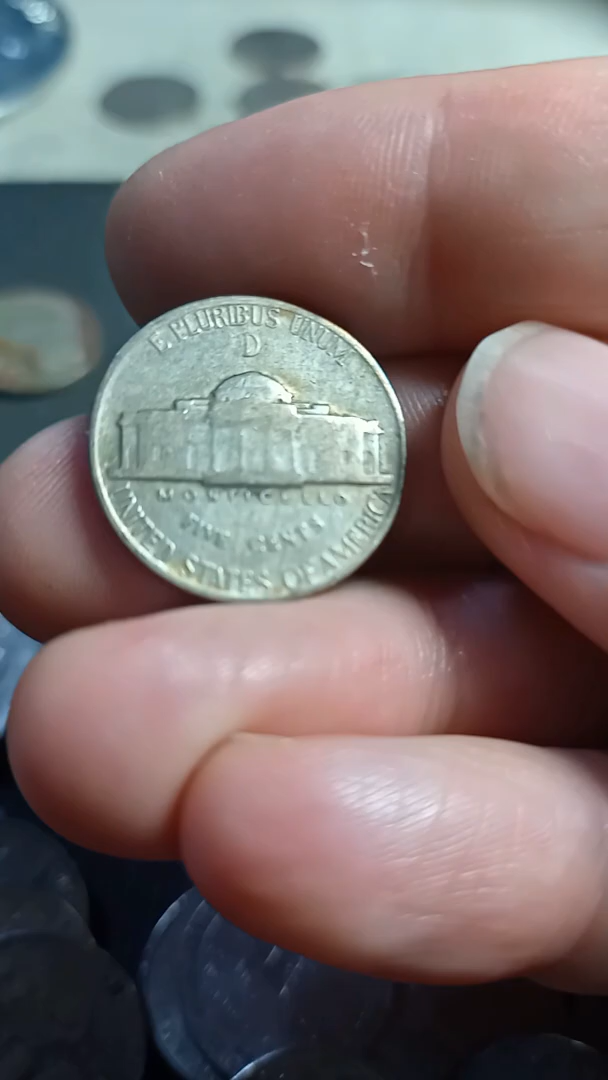 E PLURIBUS UNUM
D
MONTICELLO
FIVE CENTS
UNITED STATES OF AMERICA